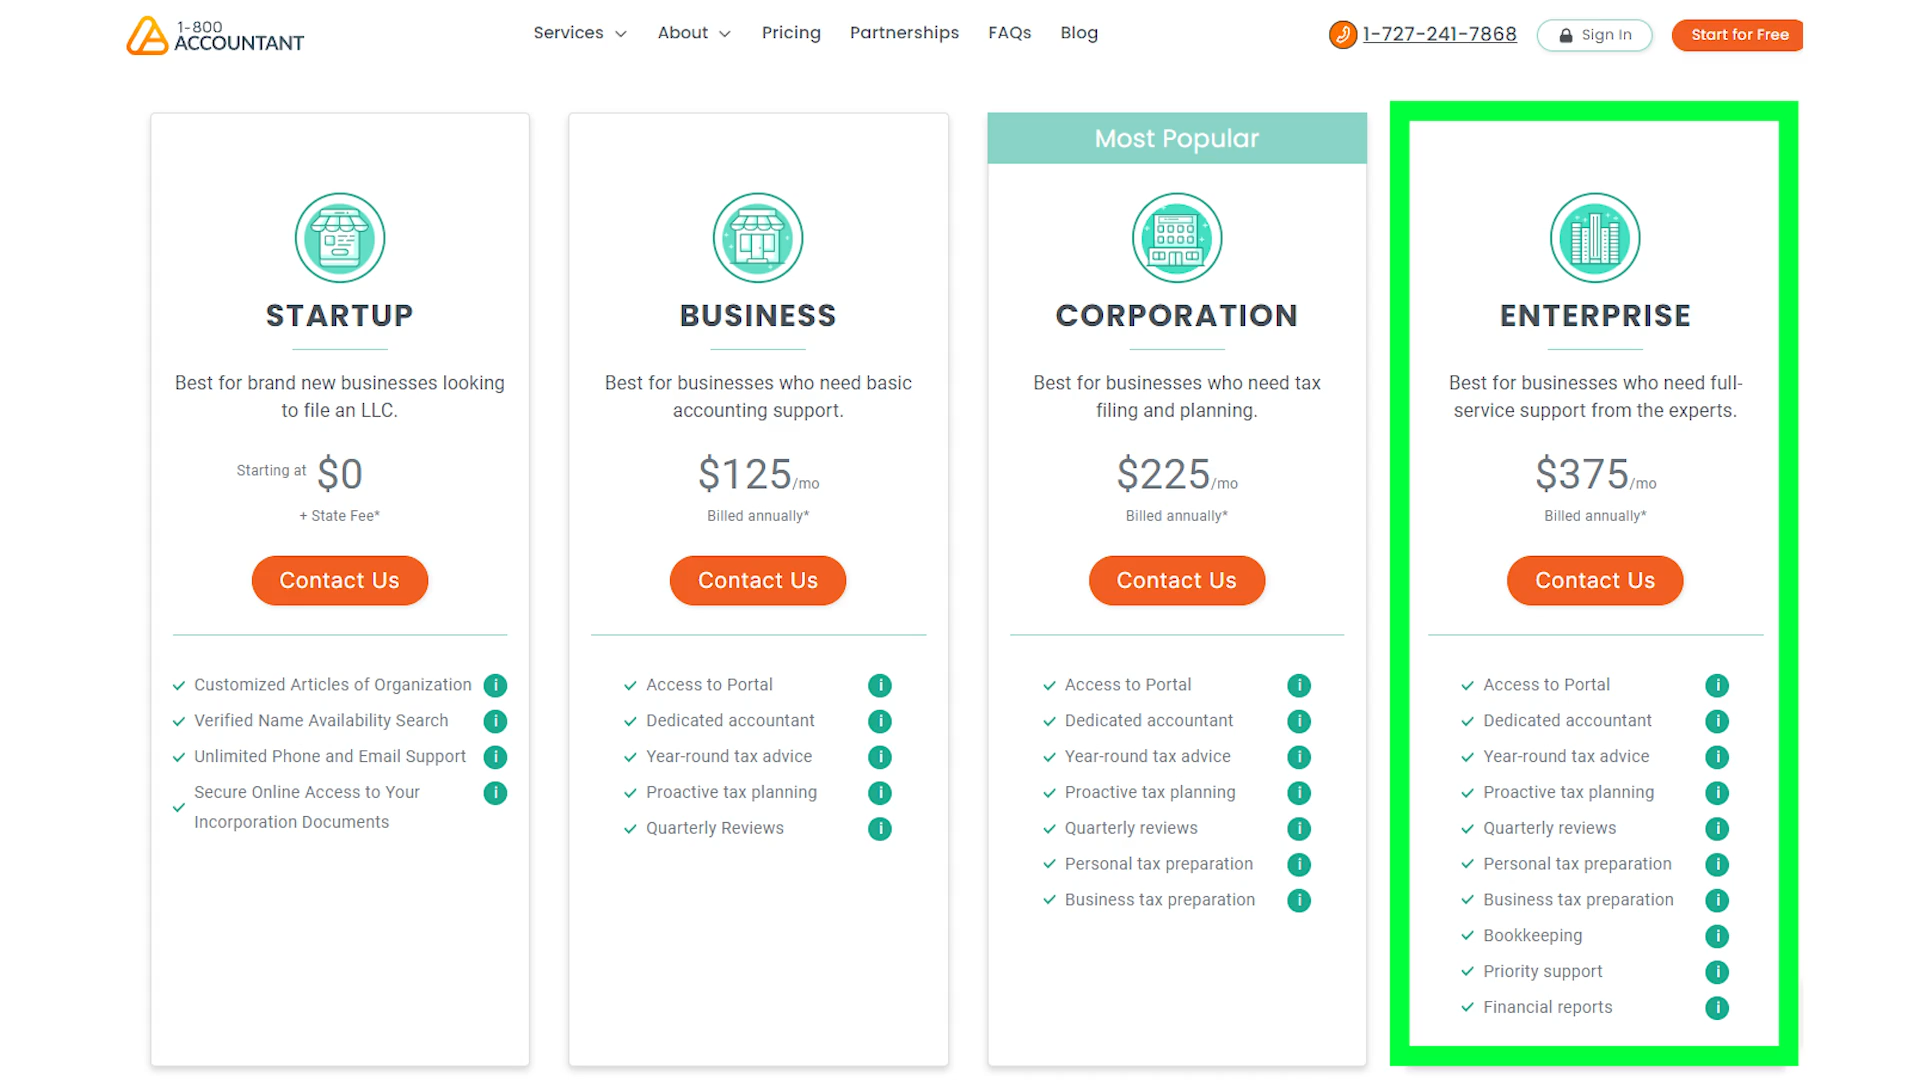 1-800
ACCOUNTANT
Services
About
Pricing
Partnerships
FAQs
Blog
1-727-241-7868
Sign In
Start for Free
STARTUP
Best for brand new businesses looking
to file an LLC.
Starting at $0
+ State Fee*
Contact Us
Customized Articles of Organization
Verified Name Availability Search
Unlimited Phone and Email Support
Secure Online Access to Your
Incorporation Documents
BUSINESS
Best for businesses who need basic
accounting support.
$125/mo
Billed annually*
Contact Us
Access to Portal
Dedicated accountant
Year-round tax advice
Proactive tax planning
Quarterly Reviews
Most Popular
CORPORATION
Best for businesses who need tax
filing and planning.
$225/mo
Billed annually*
Contact Us
Access to Portal
Dedicated accountant
Year-round tax advice
Proactive tax planning
Quarterly reviews
Personal tax preparation
Business tax preparation
ENTERPRISE
Best for businesses who need full-
service support from the experts.
$375/mo
Billed annually*
Contact Us
Access to Portal
Dedicated accountant
Year-round tax advice
Proactive tax planning
Quarterly reviews
Personal tax preparation
Business tax preparation
Bookkeeping
Priority support
Financial reports